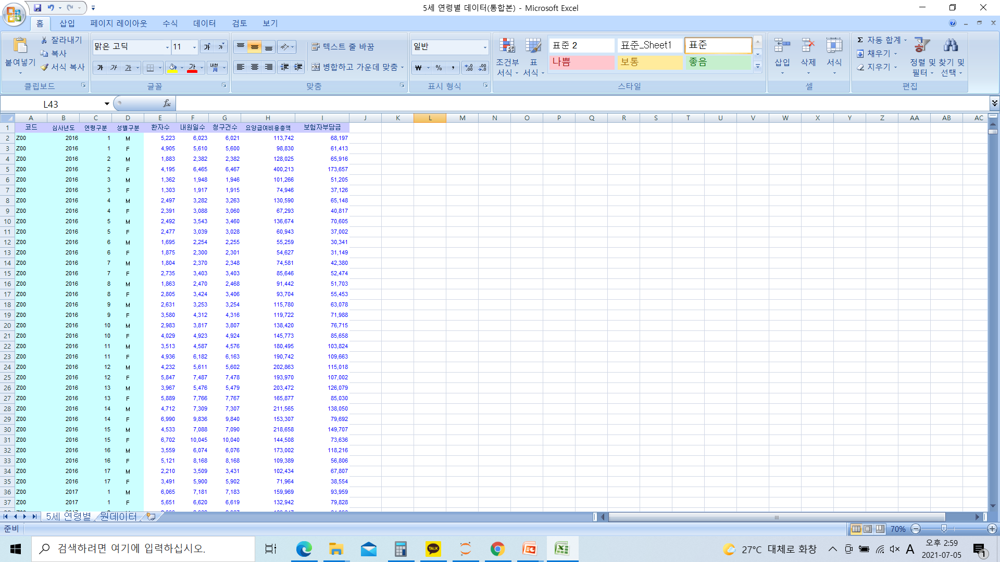 5세 연령별 데이터(통합본) - Microsoft Excel
홈 삽입 페이지 레이아웃 수식 데이터 검토 보기
붙여넣기 잘라내기 복사 서식 복사
클립보드
맑은 고딕 11
가 가 가 내천
글꼴
텍스트 줄 바꿈
병합하고 가운데 맞춤
맞춤
일반
₩ % ,
표시 형식
조건부 서식 표 서식
표준 2 표준_Sheet1 표준
나쁨 보통 좋음
스타일
삽입 삭제 서식
셀
Σ 자동 합계
채우기
지우기
정렬 및 필터 찾기 및 선택
편집
L43 fx
A B C D E F G H I J K L M N O P Q R S T U V W X Y Z AA AB AC
1 코드 심사년도 연령구분 성별구분 환자수 내원일수 청구건수 요양급여비용총액 보험자부담금
2 Z00 2016 1 M 5,223 6,023 6,021 113,742 68,197
3 Z00 2016 1 F 4,905 5,610 5,600 98,830 61,413
4 Z00 2016 2 M 1,883 2,382 2,382 128,025 65,916
5 Z00 2016 2 F 4,195 6,465 6,467 400,213 173,657
6 Z00 2016 3 M 1,362 1,948 1,946 101,266 51,205
7 Z00 2016 3 F 1,303 1,917 1,915 74,946 37,126
8 Z00 2016 4 M 2,497 3,282 3,263 130,590 65,148
9 Z00 2016 4 F 2,391 3,088 3,060 67,293 40,817
10 Z00 2016 5 M 2,492 3,543 3,460 136,674 70,605
11 Z00 2016 5 F 2,477 3,039 3,028 60,943 37,002
12 Z00 2016 6 M 1,695 2,254 2,255 55,259 30,341
13 Z00 2016 6 F 1,875 2,300 2,301 54,627 31,149
14 Z00 2016 7 M 1,804 2,370 2,348 74,581 42,380
15 Z00 2016 7 F 2,735 3,403 3,403 85,646 52,474
16 Z00 2016 8 M 1,863 2,470 2,468 91,442 51,703
17 Z00 2016 8 F 2,805 3,424 3,406 93,704 55,453
18 Z00 2016 9 M 2,631 3,253 3,254 115,780 63,078
19 Z00 2016 9 F 3,580 4,312 4,316 119,722 71,988
20 Z00 2016 10 M 2,983 3,817 3,807 138,420 76,715
21 Z00 2016 10 F 4,029 4,923 4,924 145,773 85,658
22 Z00 2016 11 M 3,513 4,587 4,576 180,495 103,824
23 Z00 2016 11 F 4,936 6,182 6,163 190,742 109,663
24 Z00 2016 12 M 4,232 5,611 5,602 202,863 115,018
25 Z00 2016 12 F 5,847 7,487 7,478 193,970 107,002
26 Z00 2016 13 M 3,967 5,476 5,479 203,472 126,079
27 Z00 2016 13 F 5,889 7,766 7,767 165,877 85,030
28 Z00 2016 14 M 4,712 7,309 7,307 211,565 138,050
29 Z00 2016 14 F 6,990 9,836 9,840 153,307 79,692
30 Z00 2016 15 M 4,533 7,088 7,090 218,658 149,707
31 Z00 2016 15 F 6,702 10,045 10,040 144,508 73,636
32 Z00 2016 16 M 3,559 6,074 6,076 173,002 118,216
33 Z00 2016 16 F 5,121 8,168 8,168 109,389 56,806
34 Z00 2016 17 M 2,210 3,509 3,431 102,434 67,807
35 Z00 2016 17 F 3,491 5,900 5,902 71,964 38,554
36 Z00 2017 1 M 6,065 7,181 7,183 159,969 93,959
37 Z00 2017 1 F 5,651 6,620 6,619 132,942 79,828
5세 연령별 원데이터
준비 70%
검색하려면 여기에 입력하십시오.
TALK
27°C 대체로 화창
A
오후 2:59
2021-07-05
1